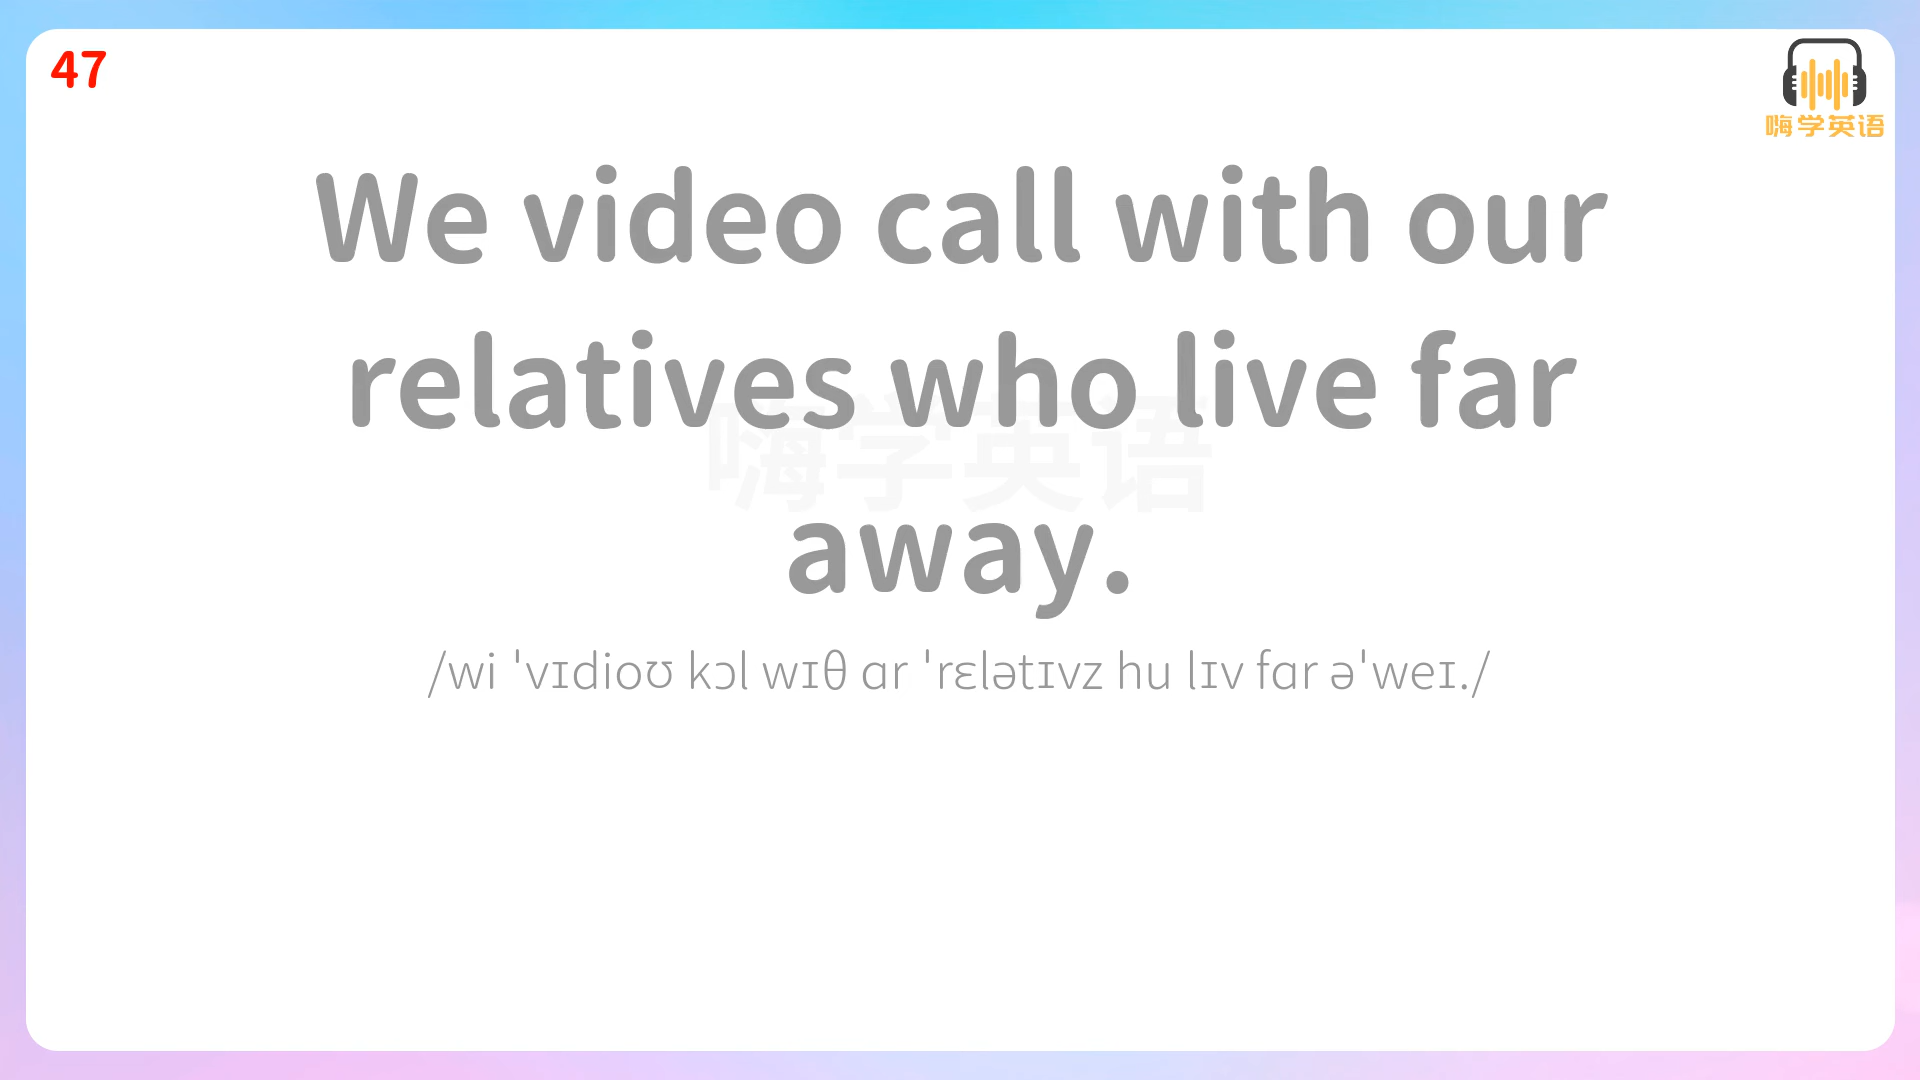 47
嗨学英语
We video call with our
relatives who live far
嗨学英语
away.
/wi ˈvɪdioʊ kɔl wɪθ ɑr ˈrɛlətɪvz hu lɪv fɑr əˈweɪ./